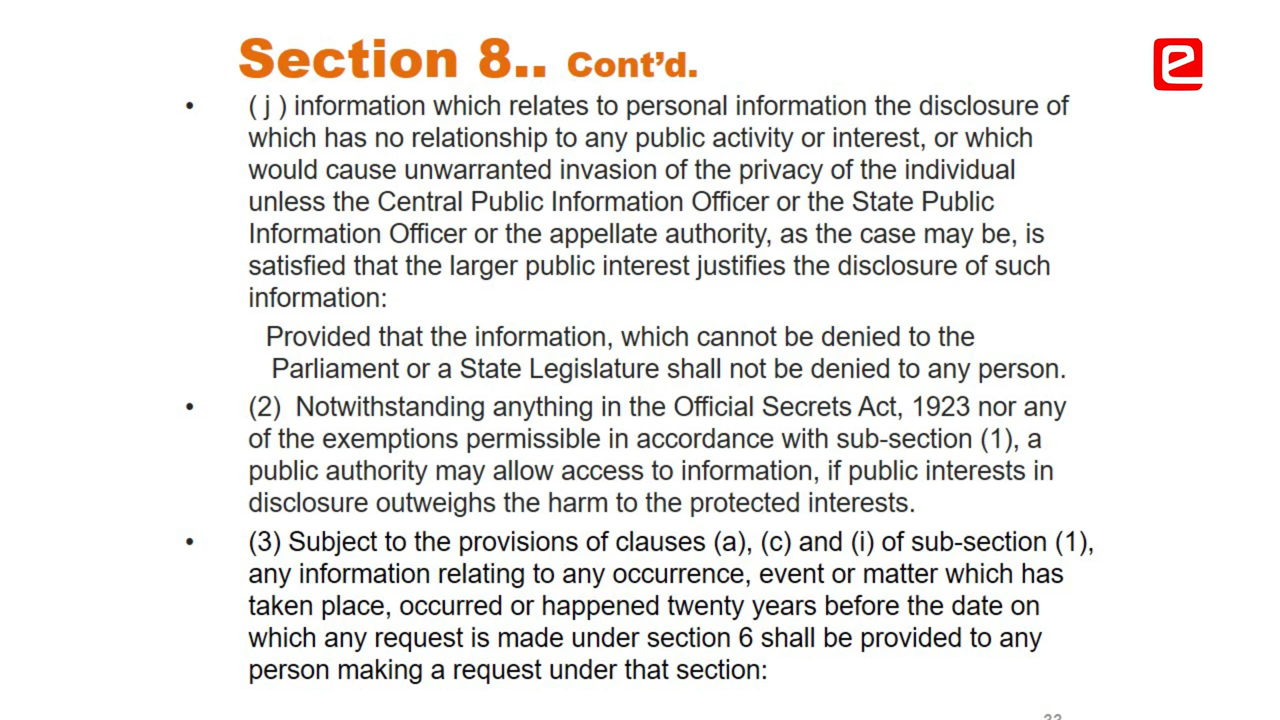 Section 8.. Cont'd.
• ( j ) information which relates to personal information the disclosure of
which has no relationship to any public activity or interest, or which
would cause unwarranted invasion of the privacy of the individual
unless the Central Public Information Officer or the State Public
Information Officer or the appellate authority, as the case may be, is
satisfied that the larger public interest justifies the disclosure of such
information:
Provided that the information, which cannot be denied to the
Parliament or a State Legislature shall not be denied to any person.
• (2) Notwithstanding anything in the Official Secrets Act, 1923 nor any
of the exemptions permissible in accordance with sub-section (1), a
public authority may allow access to information, if public interests in
disclosure outweighs the harm to the protected interests.
• (3) Subject to the provisions of clauses (a), (c) and (i) of sub-section (1),
any information relating to any occurrence, event or matter which has
taken place, occurred or happened twenty years before the date on
which any request is made under section 6 shall be provided to any
person making a request under that section: